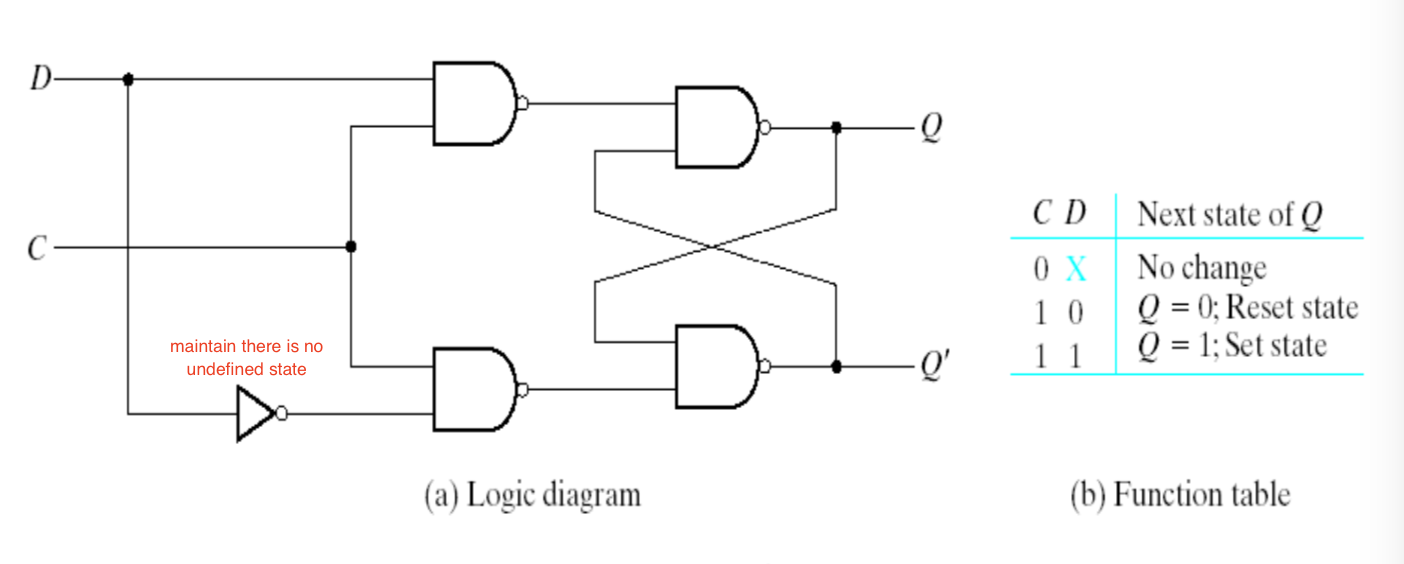 D
Q
C D Next state of Q
C
0 X No change
1 0 Q = 0; Reset state
1 1 Q = 1; Set state
maintain there is no
undefined state
Q'
(a) Logic diagram
(b) Function table